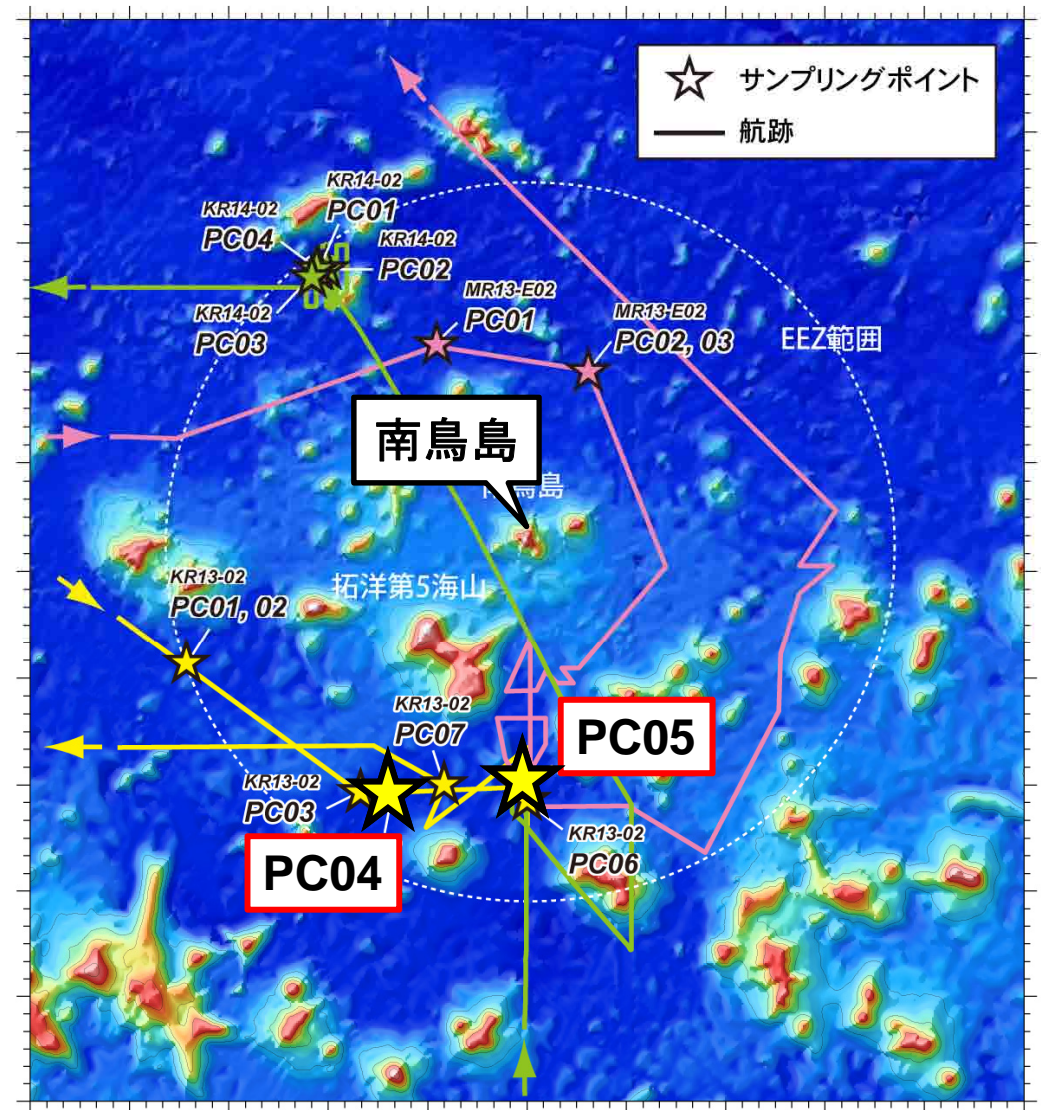 サンプリングポイント
航跡
KR14-02
PC01
KR14-02
PC04
KR14-02
PC02
KR14-02
PC03
MR13-E02
PC01
MR13-E02
PC02, 03
EEZ範囲
南鳥島
南鳥島
拓洋第5海山
KR13-02
PC01, 02
KR13-02
PC07
PC05
KR13-02
PC03
KR13-02
PC06
PC04